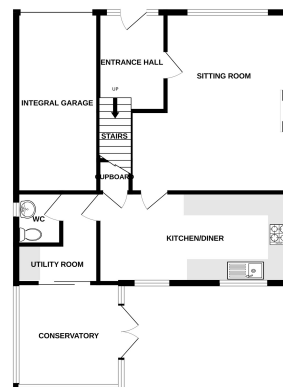 ENTRANCE HALL
SITTING ROOM
UP
INTEGRAL GARAGE
STAIRS
CUPBOARD
WC
KITCHEN/DINER
UTILITY ROOM
CONSERVATORY